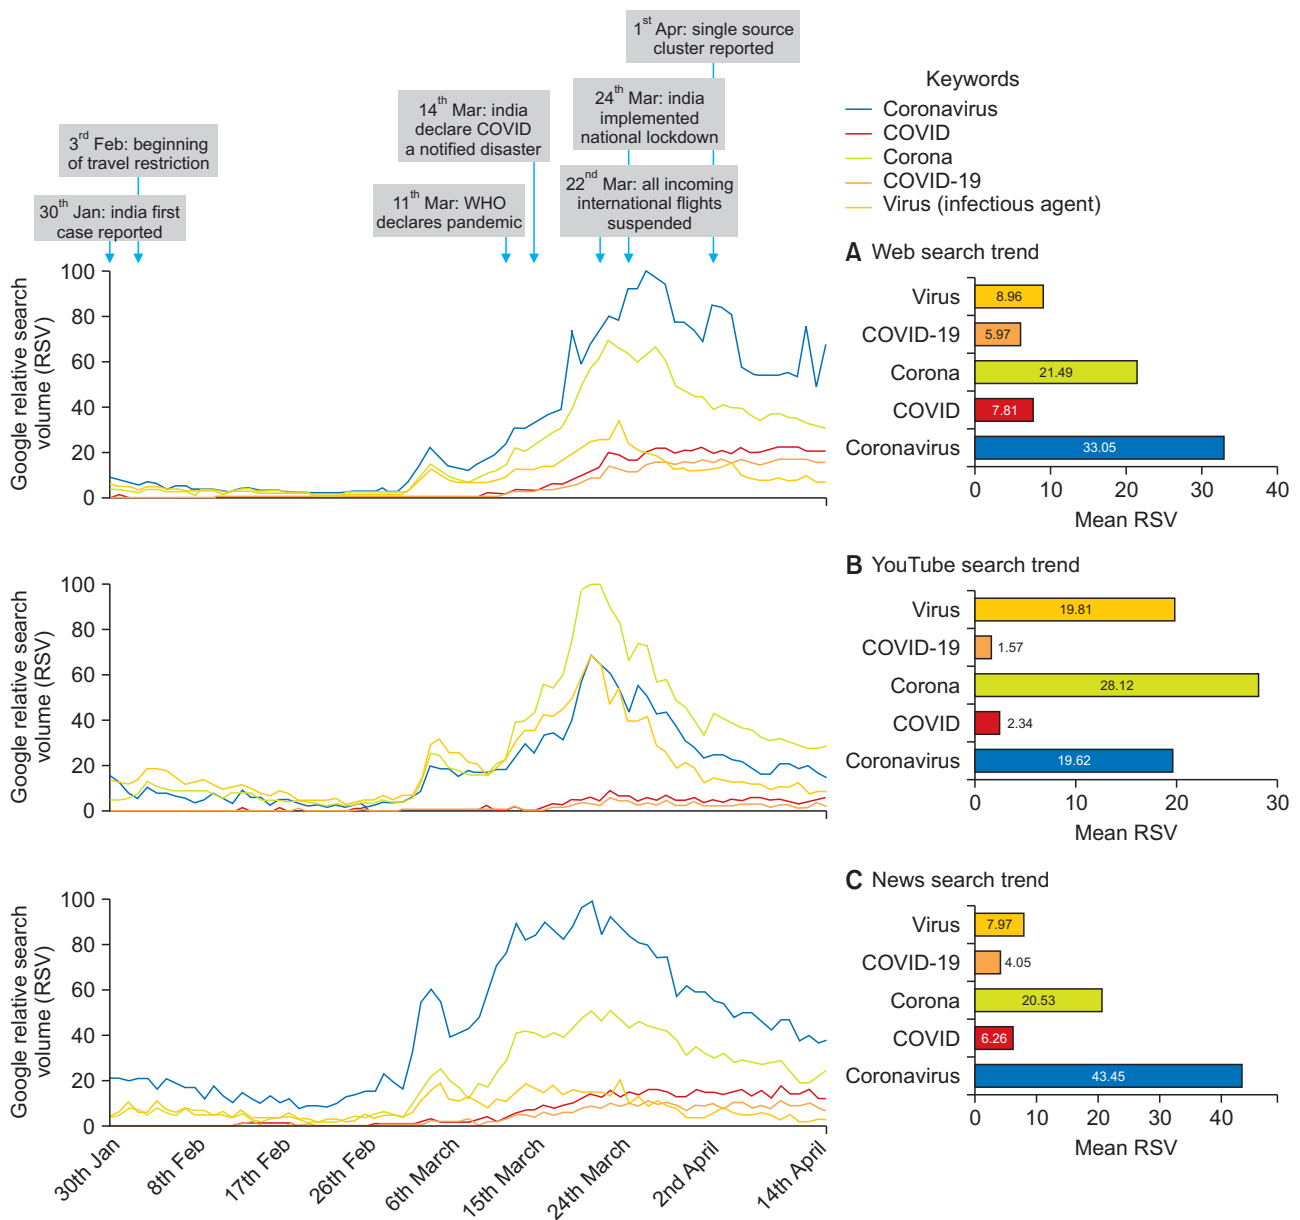 1st Apr: single source
cluster reported
Keywords
Coronavirus
COVID
Corona
COVID-19
Virus (infectious agent)
24th Mar: india
implemented
national lockdown
14th Mar: india
declare COVID
a notified disaster
3rd Feb: beginning
of travel restriction
22nd Mar: all incoming
international flights
suspended
11th Mar: WHO
declares pandemic
30th Jan: india first
case reported
Google relative search
volume (RSV)
100
80
60
40
20
0
A Web search trend
Virus
8.96
COVID-19
5.97
Corona
21.49
COVID
7.81
Coronavirus
33.05
0 10 20 30 40
Mean RSV
Google relative search
volume (RSV)
100
80
60
40
20
0
B YouTube search trend
Virus
19.81
COVID-19
1.57
Corona
28.12
COVID
2.34
Coronavirus
19.62
0 10 20 30
Mean RSV
Google relative search
volume (RSV)
100
80
60
40
20
0
30th Jan
8th Feb
17th Feb
26th Feb
6th March
15th March
24th March
2nd April
14th April
C News search trend
Virus
7.97
COVID-19
4.05
Corona
20.53
COVID
6.26
Coronavirus
43.45
0 10 20 30 40
Mean RSV